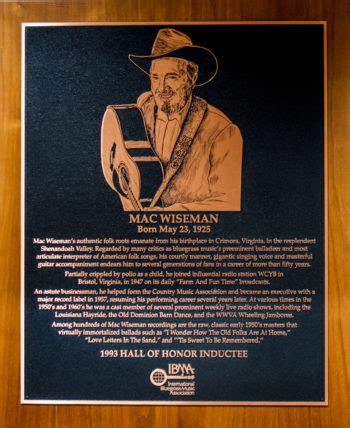 MAC WISEMAN
Born May 23, 1925
Mac Wiseman's authentic folk roots emanate from his birthplace in Crimora, Virginia, in the resplendent
Shenandoah Valley. Regarded by many critics as bluegrass music's preeminent balladeer and most
articulate interpreter of American folk songs, his courtly manner, gigantic singing voice and masterful
guitar accompaniment endears him to several generations of fans in a career of more than fifty years.
Partially crippled by polio as a child, he joined influential radio station WCYB in
Bristol, Virginia, in 1947 on its daily "Farm And Fun Time" broadcasts.
An astute businessman, he helped form the Country Music Association and became an executive with a
major record label in 1957, resuming his performing career several years later. At various times in the
1950's and 1960's he was a cast member of several prominent weekly live radio shows, including the
Louisiana Hayride, the Old Dominion Barn Dance, and the WWVA Wheeling Jamboree.
Among hundreds of Mac Wiseman recordings are the raw, classic early 1950's masters that
virtually immortalized ballads such as "I Wonder How The Old Folks Are At Home,"
"Love Letters In The Sand," and "'Tis Sweet To Be Remembered."
1993 HALL OF HONOR INDUCTEE
IBMA
International
Bluegrass Music
Association